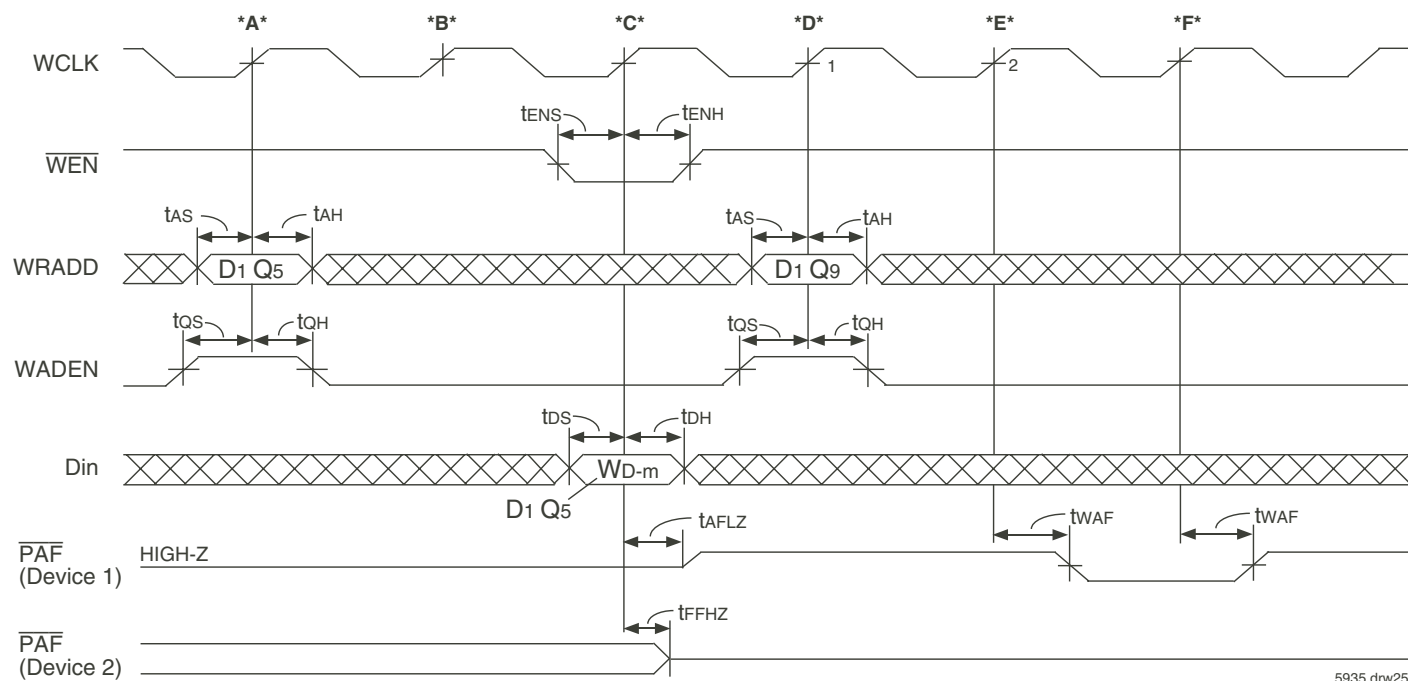 *A* *B* *C* *D* *E* *F*
WCLK 1 2
tENS tENH
WEN
tAS tAH tAS tAH
WRADD D1 Q5 D1 Q9
tQS tQH tQS tQH
WADEN
tDS tDH
Din WD-m
D1 Q5
tAFLZ tWAF tWAF
PAF HIGH-Z
(Device 1)
tFFHZ
PAF
(Device 2)
5935 drw25